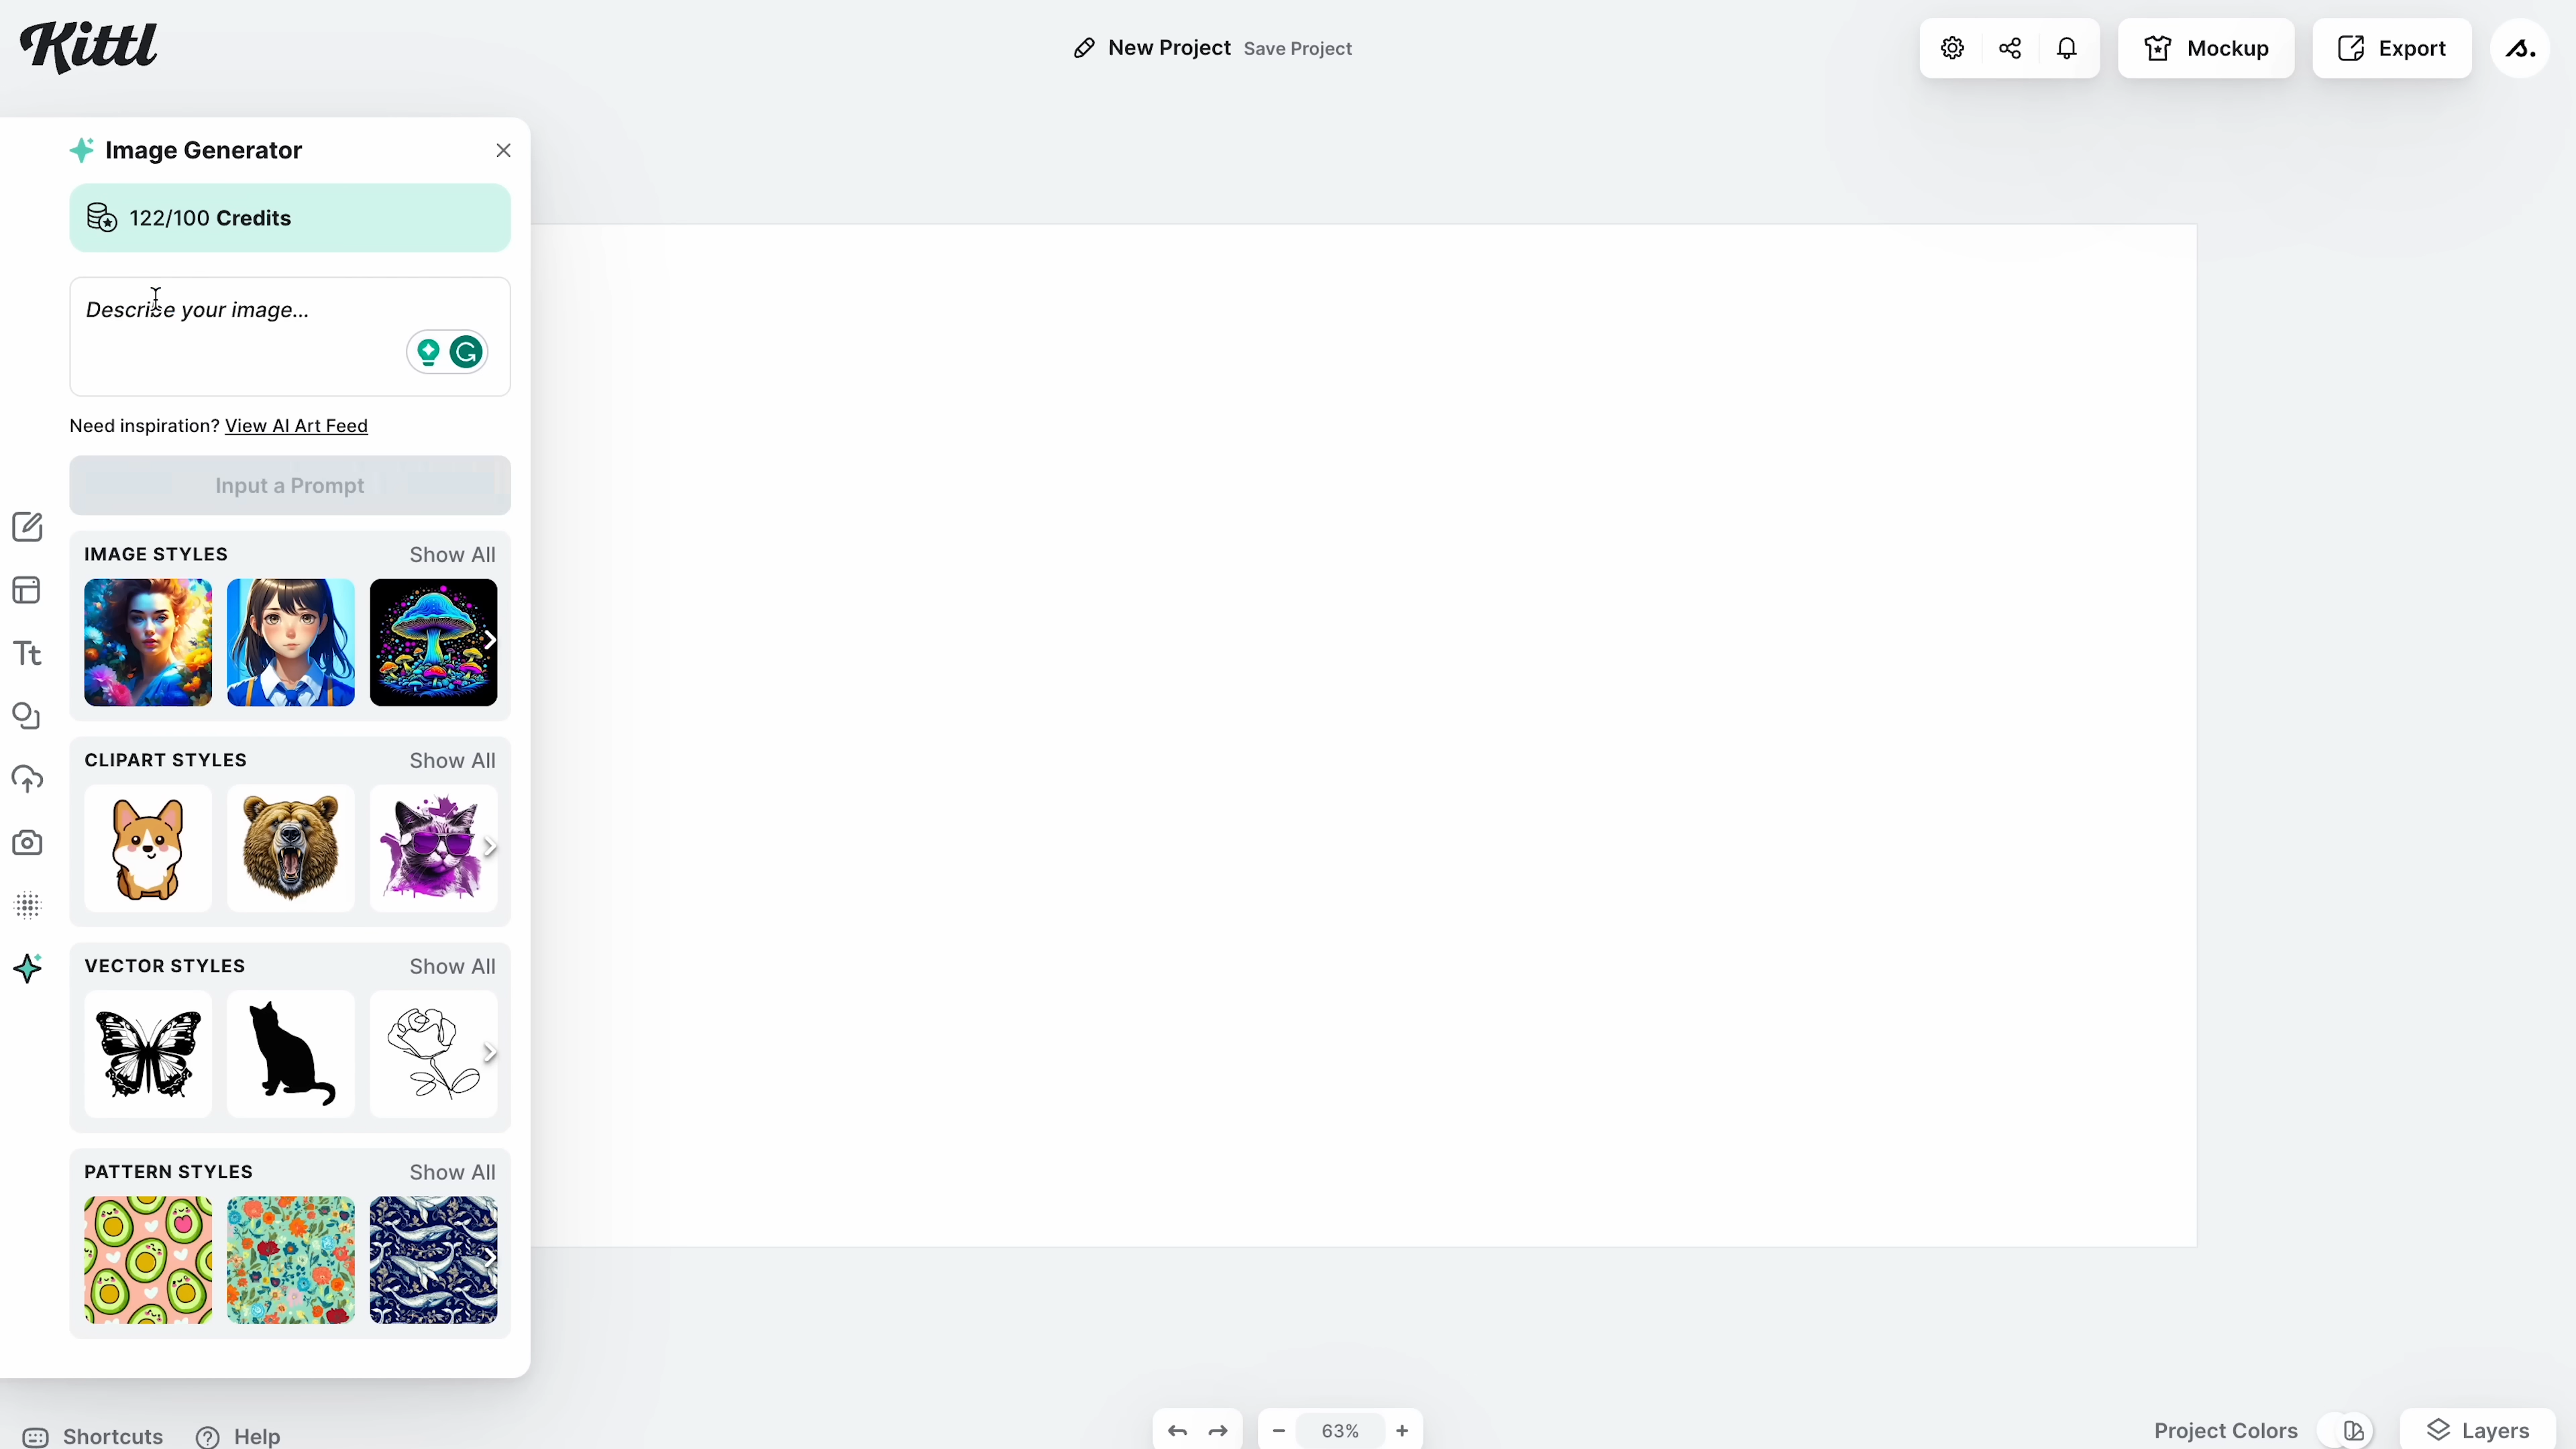 Kittl
New Project Save Project
Mockup
Export
s.
Image Generator
122/100 Credits
Describe your image...
Need inspiration? View AI Art Feed
Input a Prompt
IMAGE STYLES Show All
CLIPART STYLES Show All
VECTOR STYLES Show All
PATTERN STYLES Show All
Tt
Shortcuts
Help
63%
Project Colors
Layers